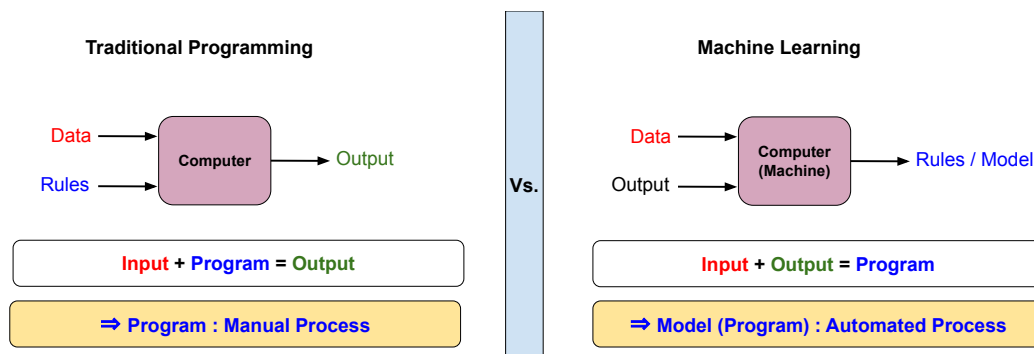 Traditional Programming
Data
Rules
Computer
Output
Input + Program = Output
⇒ Program : Manual Process
Vs.
Machine Learning
Data
Output
Computer
(Machine)
Rules / Model
Input + Output = Program
⇒ Model (Program) : Automated Process